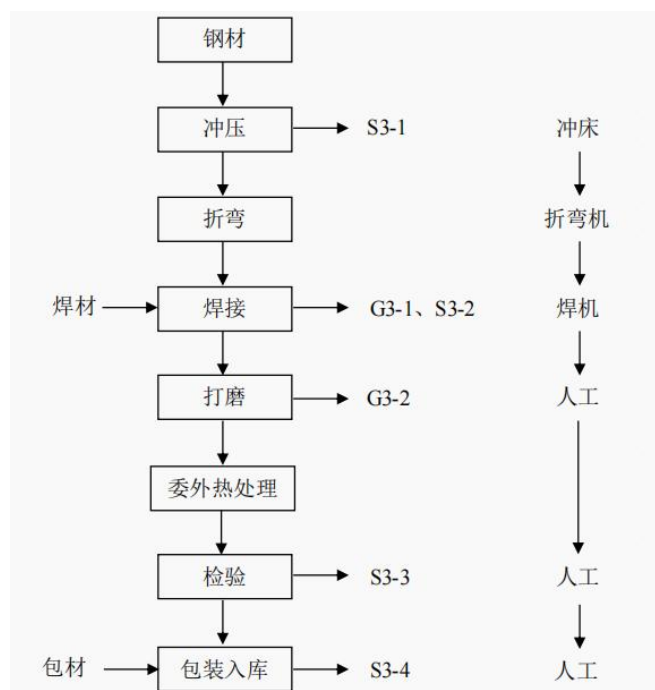 钢材
冲压 S3-1 冲床
折弯 折弯机
焊材 焊接 G3-1、S3-2 焊机
打磨 G3-2 人工
委外热处理
检验 S3-3 人工
包材 包装入库 S3-4 人工